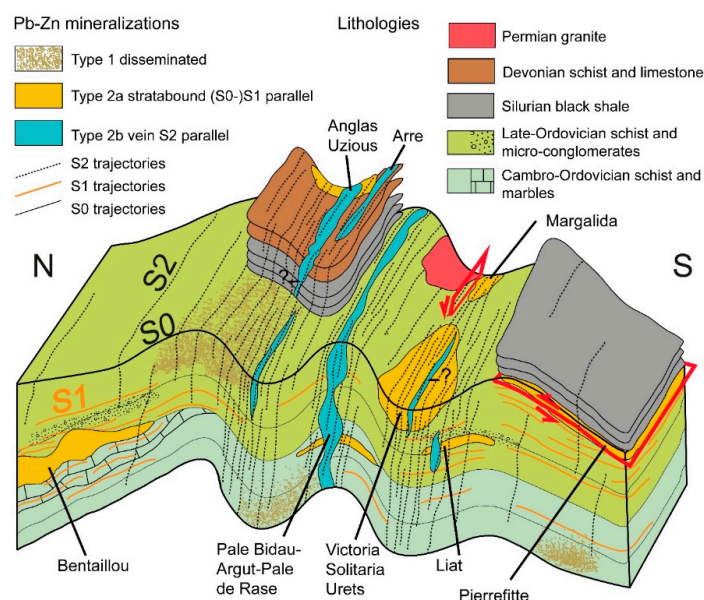 Pb-Zn mineralizations
Type 1 disseminated
Type 2a stratabound (S0-)S1 parallel
Type 2b vein S2 parallel
S2 trajectories
S1 trajectories
S0 trajectories
Lithologies
Permian granite
Devonian schist and limestone
Silurian black shale
Late-Ordovician schist and
micro-conglomerates
Cambro-Ordovician schist and
marbles
Anglas
Uzious
Arre
Margalida
N
S
S2
S0
S1
?
?
Bentaillou
Pale Bidau-
Argut-Pale
de Rase
Victoria
Solitaria
Urets
Liat
Pierrefitte